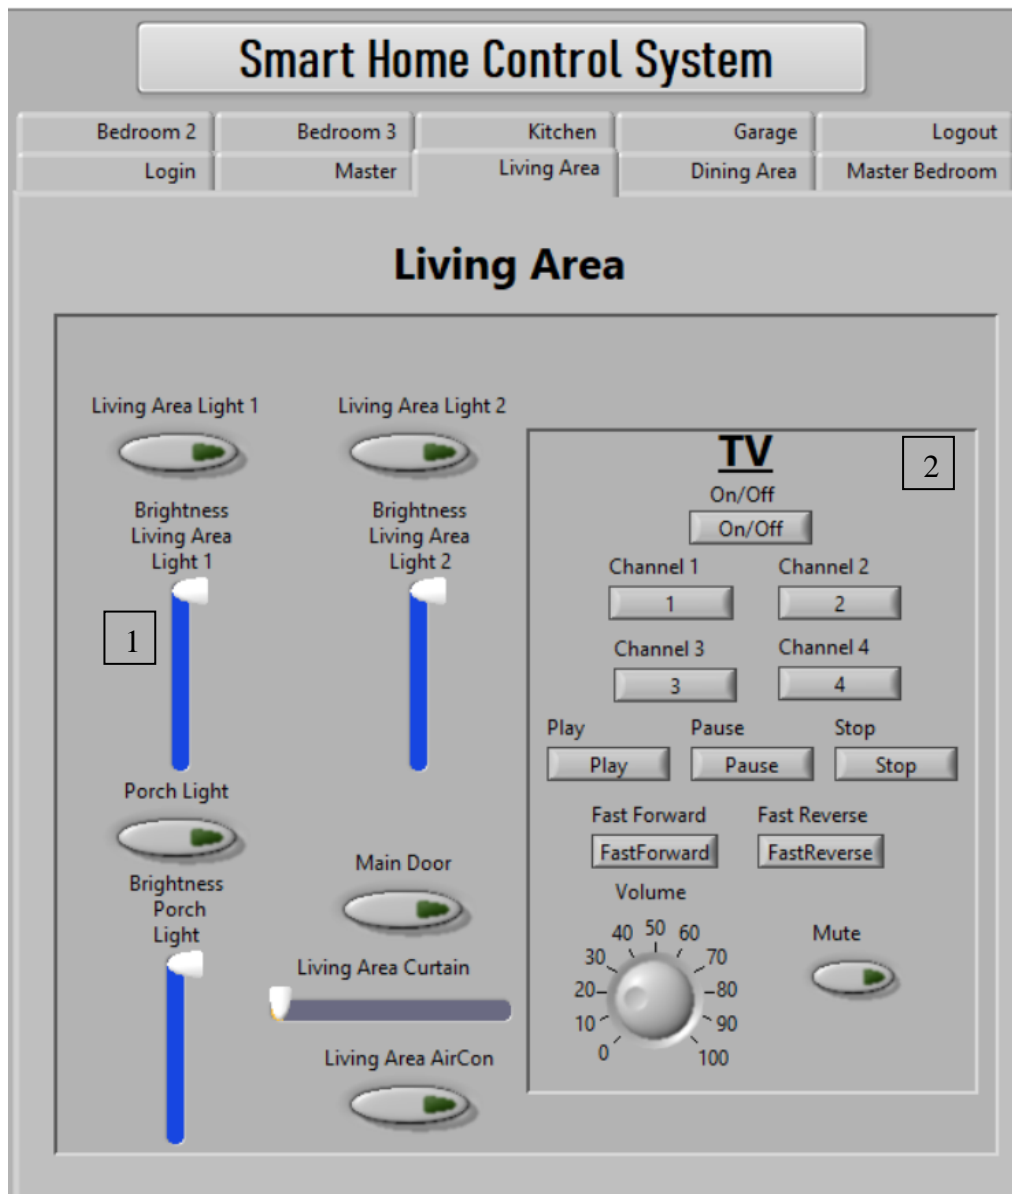 Smart Home Control System
Bedroom 2 Bedroom 3 Kitchen Garage Logout
Login Master Living Area Dining Area Master Bedroom
Living Area
Living Area Light 1
Living Area Light 2
Brightness
Living Area
Light 1
Brightness
Living Area
Light 2
1
Porch Light
Brightness
Porch
Light
Main Door
Living Area Curtain
Living Area AirCon
TV
2
On/Off
On/Off
Channel 1 Channel 2
1 2
Channel 3 Channel 4
3 4
Play Pause Stop
Play Pause Stop
Fast Forward Fast Reverse
FastForward FastReverse
Volume
0 10 20 30 40 50 60 70 80 90 100
Mute